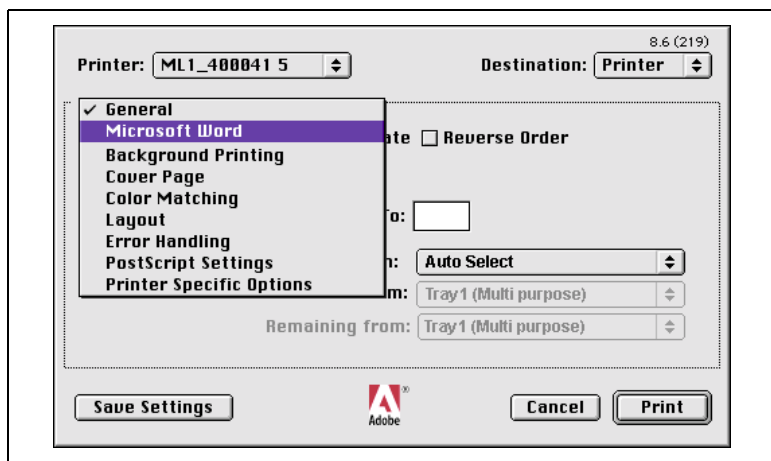 8.6 (219)
Printer: ML1_400041 5 Destination: Printer
✓ General
Microsoft Word
Background Printing
Cover Page
Color Matching
Layout
Error Handling
PostScript Settings
Printer Specific Options
Reverse Order
Auto Select
Tray1 (Multi purpose)
Remaining from: Tray1 (Multi purpose)
Save Settings Adobe ® Cancel Print